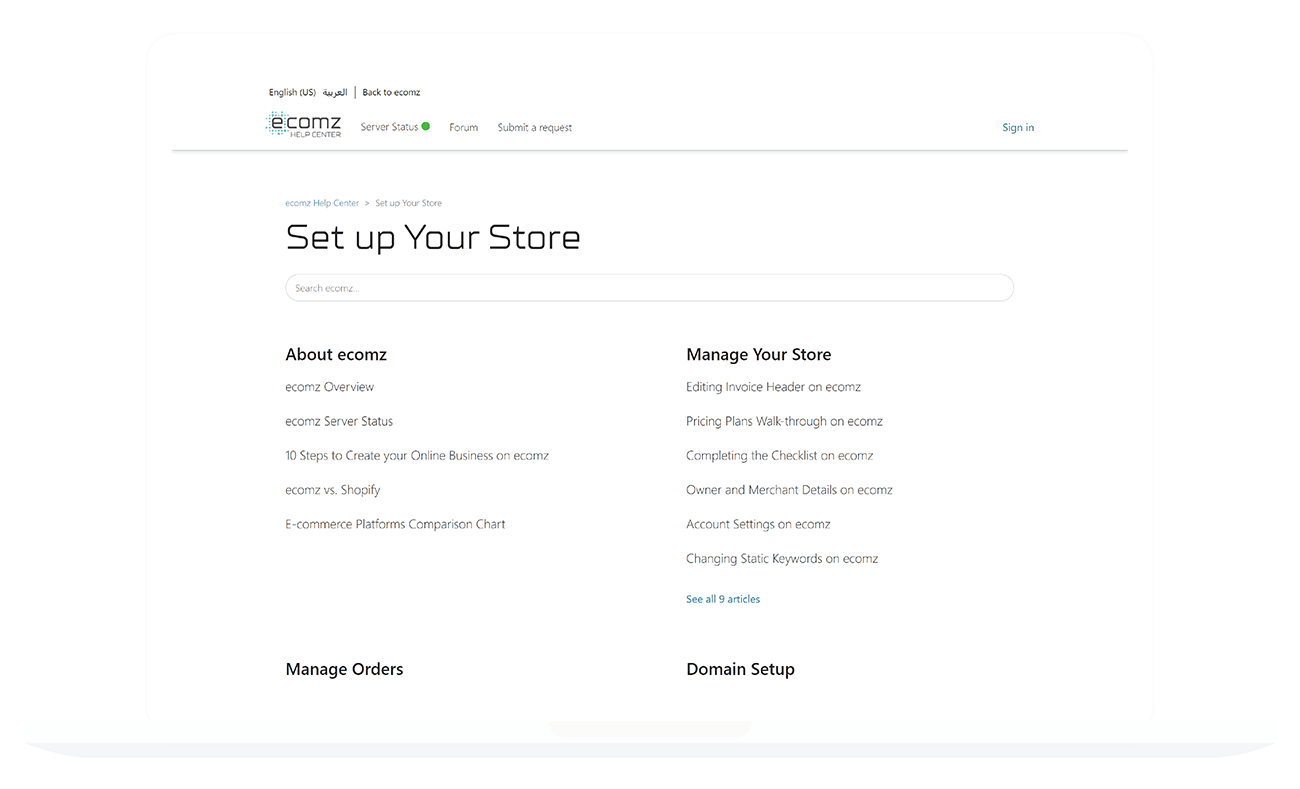 English (US) العربية | Back to ecomz
ecomz
HELP CENTER
Server Status Forum Submit a request Sign in
ecomz Help Center > Set up Your Store
Set up Your Store
Search ecomz...
About ecomz
ecomz Overview
ecomz Server Status
10 Steps to Create your Online Business on ecomz
ecomz vs. Shopify
E-commerce Platforms Comparison Chart
Manage Your Store
Editing Invoice Header on ecomz
Pricing Plans Walk-through on ecomz
Completing the Checklist on ecomz
Owner and Merchant Details on ecomz
Account Settings on ecomz
Changing Static Keywords on ecomz
See all 9 articles
Manage Orders
Domain Setup